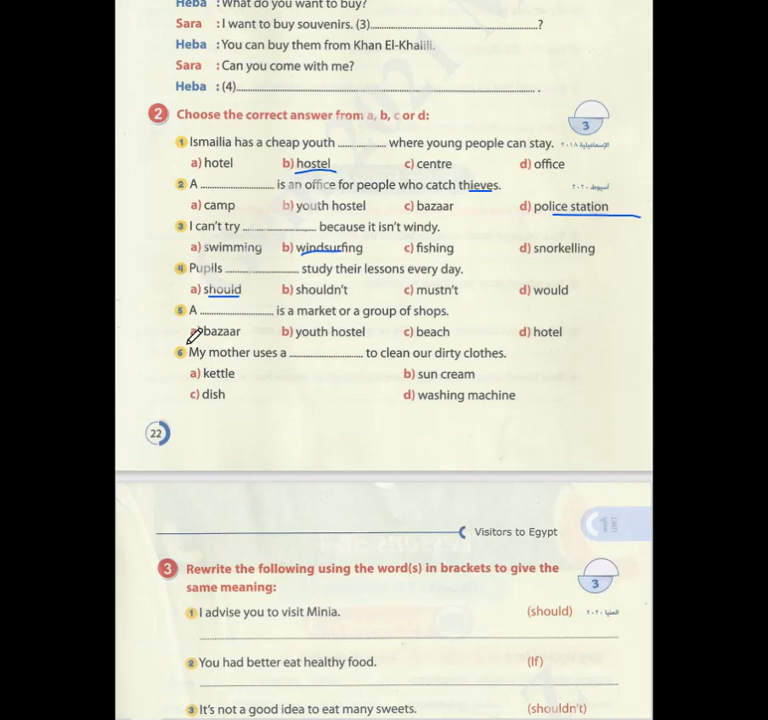 Heba : What do you want to buy?
Sara : I want to buy souvenirs. (3)..............................?
Heba : You can buy them from Khan El-Khalili.
Sara : Can you come with me?
Heba : (4).............................. .
2 Choose the correct answer from a, b, c or d:
3
1 Ismailia has a cheap youth .............. where young people can stay. الإسماعيلية ٢٠١٨
a) hotel b) hostel c) centre d) office
2 A .................... is an office for people who catch thieves. أسيوط ٢٠٢٠
a) camp b) youth hostel c) bazaar d) police station
3 I can't try .................... because it isn't windy.
a) swimming b) windsurfing c) fishing d) snorkelling
4 Pupils .................... study their lessons every day.
a) should b) shouldn't c) mustn't d) would
5 A .................... is a market or a group of shops.
bazaar b) youth hostel c) beach d) hotel
6 My mother uses a .................... to clean our dirty clothes.
a) kettle b) sun cream
c) dish d) washing machine
22
Visitors to Egypt
3 Rewrite the following using the word(s) in brackets to give the
same meaning:
3
1 I advise you to visit Minia. (should) المنيا ٢٠٢٠
2 You had better eat healthy food. (If)
3 It's not a good idea to eat many sweets. (shouldn't)